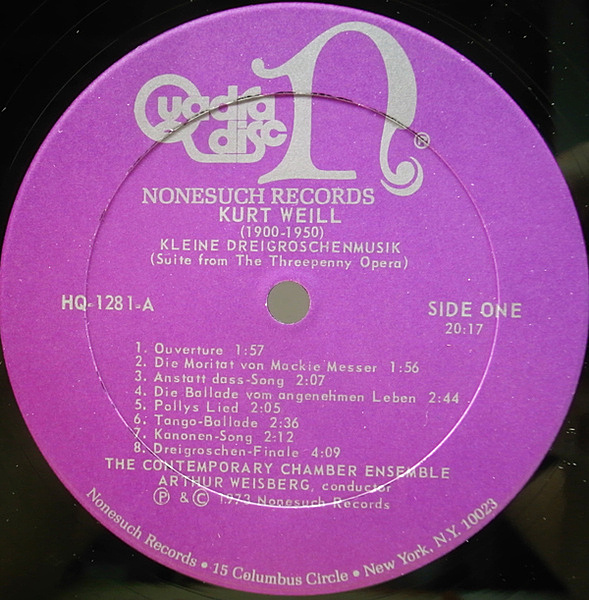 Quadradisc n ®
NONESUCH RECORDS
KURT WEILL
(1900-1950)
KLEINE DREIGROSCHENMUSIK
(Suite from The Threepenny Opera)
HQ-1281-A
SIDE ONE
20:17
1. Ouverture 1:57
2. Die Moritat von Mackie Messer 1:56
3. Anstatt dass-Song 2:07
4. Die Ballade vom angenehmen Leben 2:44
5. Pollys Lied 2:05
6. Tango-Ballade 2:36
7. Kanonen-Song 2:12
8. Dreigroschen-Finale 4:09
THE CONTEMPORARY CHAMBER ENSEMBLE
ARTHUR WEISBERG, conductor
℗ & © 1973 Nonesuch Records
Nonesuch Records • 15 Columbus Circle • New York, N.Y. 10023